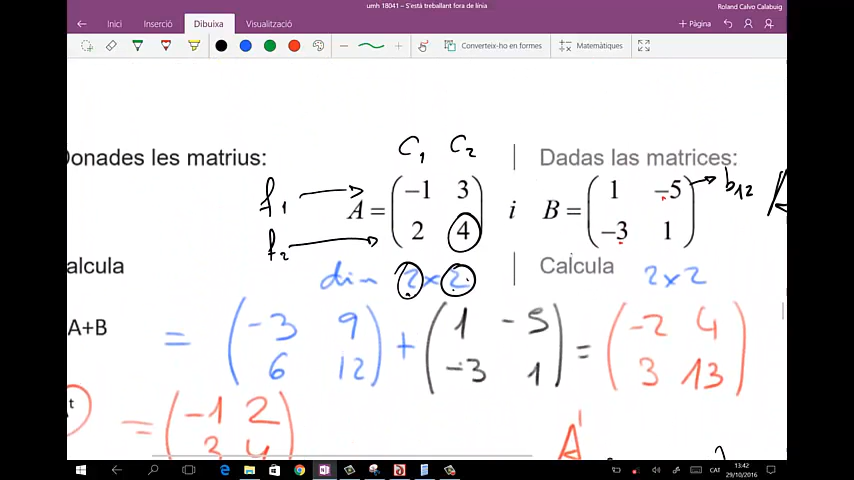 umh 18041 – S'està treballant fora de línia
Roland Calvo Calabuig
Inici Inserció Dibuixa Visualització
+ Pàgina
Converteix-ho en formes Matemàtiques
Donades les matrius: C₁ C₂ Dadas las matrices:
f₁ A = ( −1 3 ) i B = ( 1 −5 ) b₁₂
f₂ ( 2 4 ) ( −3 1 )
alcula dim 2×2 Calcula 2×2
A+B = ( −3 9 ) + ( 1 −5 ) = ( −2 4 )
( 6 12 ) ( −3 1 ) ( 3 13 )
t = ( −1 2 )
3 4
A
CAT 13:42
29/10/2016